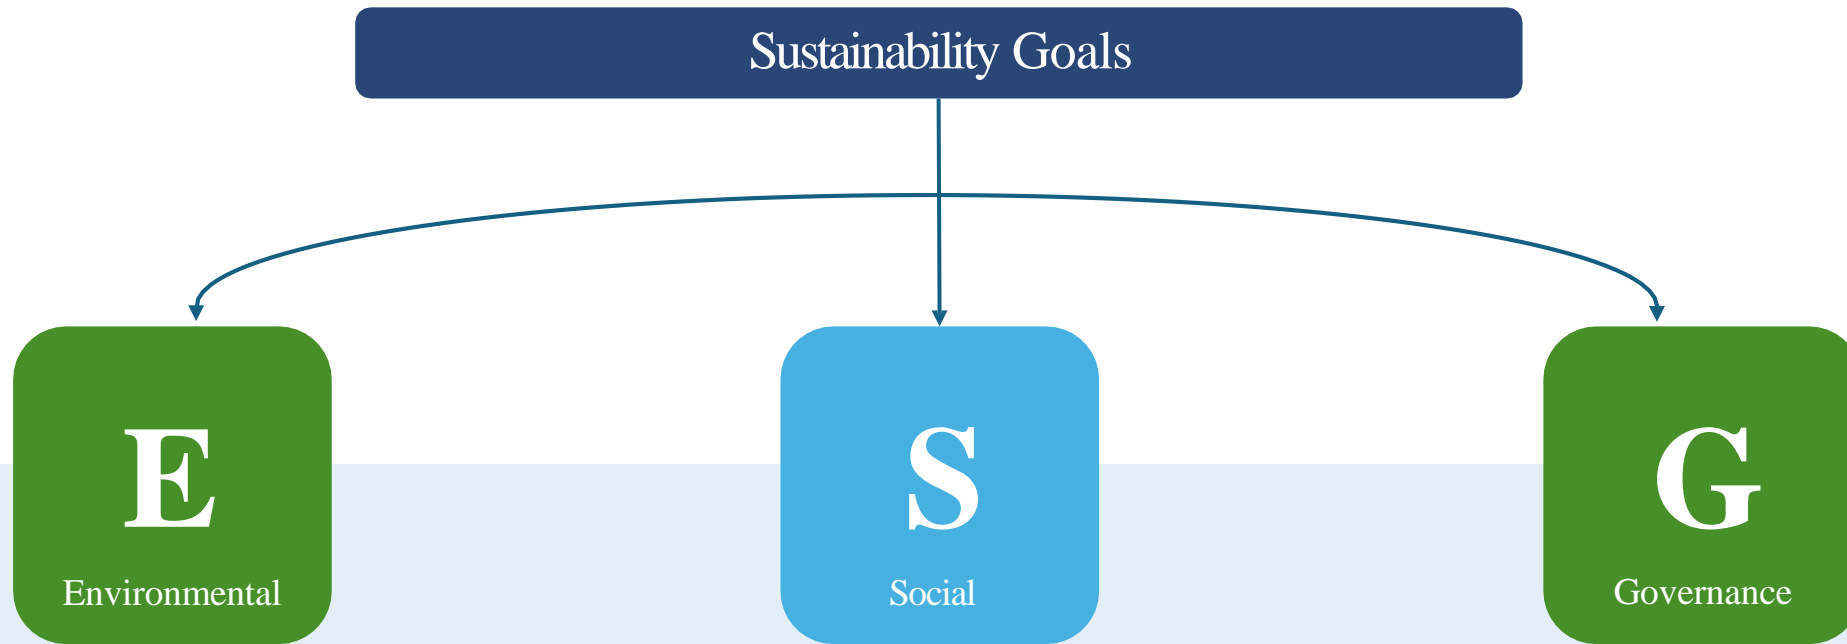 Sustainability Goals
E
Environmental
S
Social
G
Governance